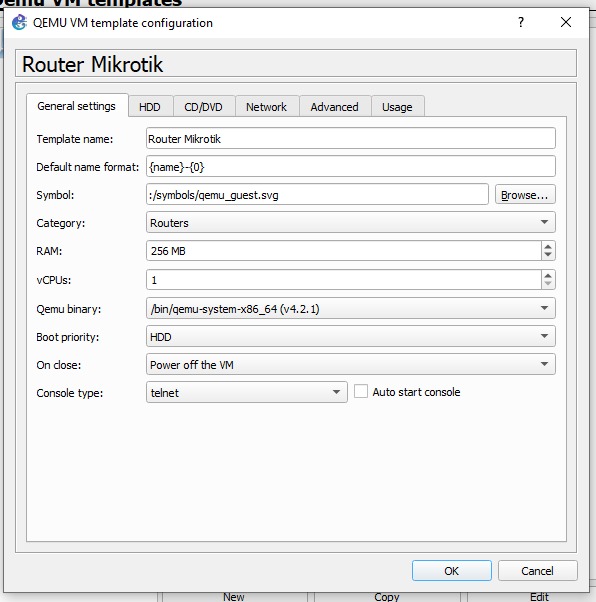 Qemu VM templates
QEMU VM template configuration
?
Router Mikrotik
General settings HDD CD/DVD Network Advanced Usage
Template name: Router Mikrotik
Default name format: {name}-{0}
Symbol: :/symbols/qemu_guest.svg Browse...
Category: Routers
RAM: 256 MB
vCPUs: 1
Qemu binary: /bin/qemu-system-x86_64 (v4.2.1)
Boot priority: HDD
On close: Power off the VM
Console type: telnet Auto start console
OK Cancel
New Copy Edit